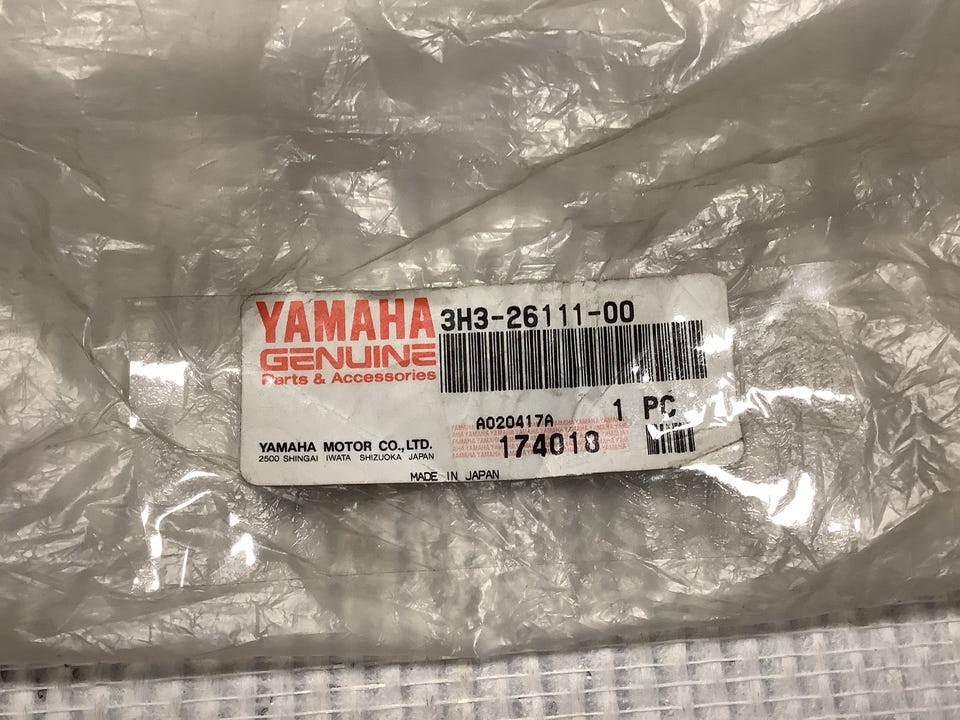 YAMAHA
GENUINE
Parts & Accessories
3H3-26111-00
A020417A
1 PC
174018
YAMAHA MOTOR CO.,LTD.
2500 SHINGAI IWATA SHIZUOKA JAPAN
MADE IN JAPAN